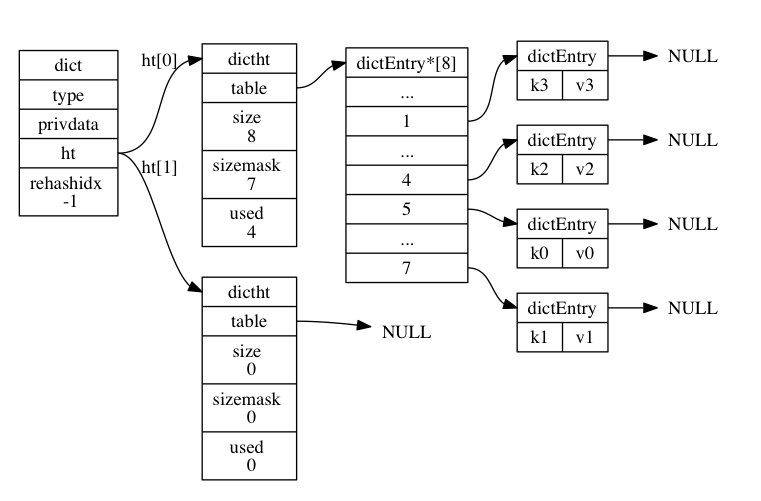 dict
type
privdata
ht
rehashidx
-1
ht[0]
ht[1]
dictht
table
size
8
sizemask
7
used
4
dictht
table
size
0
sizemask
0
used
0
NULL
dictEntry*[8]
...
1
...
4
5
...
7
dictEntry
k3 v3
NULL
dictEntry
k2 v2
NULL
dictEntry
k0 v0
NULL
dictEntry
k1 v1
NULL